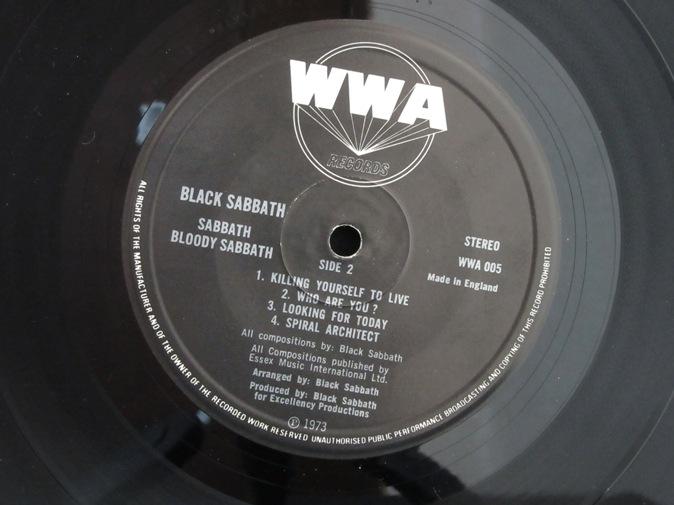 WWA
RECORDS
BLACK SABBATH
SABBATH
BLOODY SABBATH
STEREO
WWA 005
Made in England
SIDE 2
1. KILLING YOURSELF TO LIVE
2. WHO ARE YOU?
3. LOOKING FOR TODAY
4. SPIRAL ARCHITECT
All compositions by: Black Sabbath
All Compositions published by
Essex Music International Ltd.
Arranged by: Black Sabbath
Produced by: Black Sabbath
for Excellency Productions
℗ 1973
ALL RIGHTS OF THE MANUFACTURER AND OF THE OWNER OF THE RECORDED WORK RESERVED UNAUTHORISED PUBLIC PERFORMANCE BROADCASTING AND COPYING OF THIS RECORD PROHIBITED